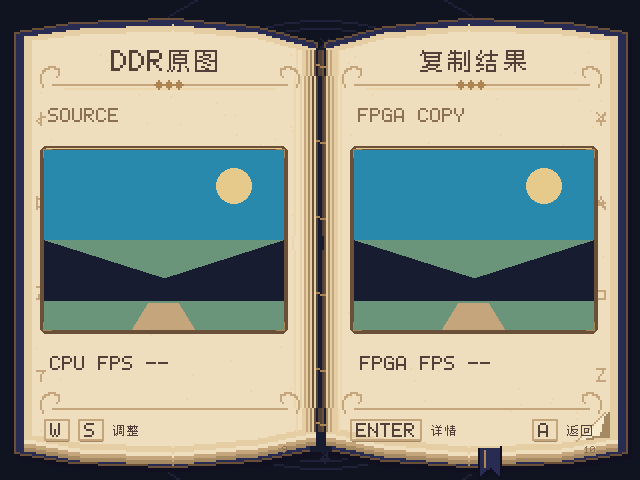 DDR原图
SOURCE
CPU FPS --
W S 调整
复制结果
FPGA COPY
FPGA FPS --
ENTER 详情 A 返回